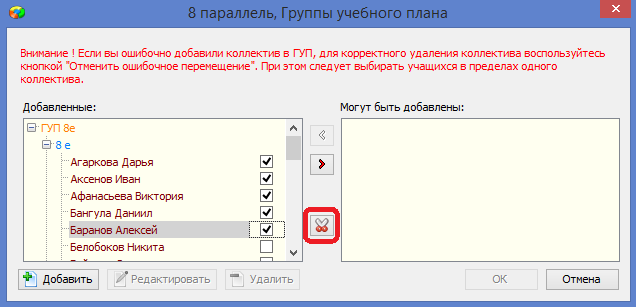 8 параллель, Группы учебного плана
Внимание ! Если вы ошибочно добавили коллектив в ГУП, для корректного удаления коллектива воспользуйтесь
кнопкой "Отменить ошибочное перемещение". При этом следует выбирать учащихся в пределах одного
коллектива.
Добавленные:
Могут быть добавлены:
ГУП 8е
8 е
Агаркова Дарья
Аксенов Иван
Афанасьева Виктория
Бангула Даниил
Баранов Алексей
Белобоков Никита
Добавить
Редактировать
Удалить
OK
Отмена